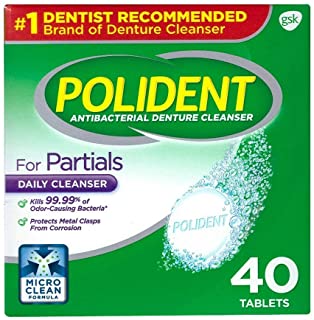 #1 DENTIST RECOMMENDED
Brand of Denture Cleanser
gsk
POLIDENT
ANTIBACTERIAL DENTURE CLEANSER
For Partials
DAILY CLEANSER
Kills 99.99% of
Odor-Causing Bacteria*
Protects Metal Clasps
From Corrosion
POLIDENT
MICRO
CLEAN
FORMULA
40
TABLETS